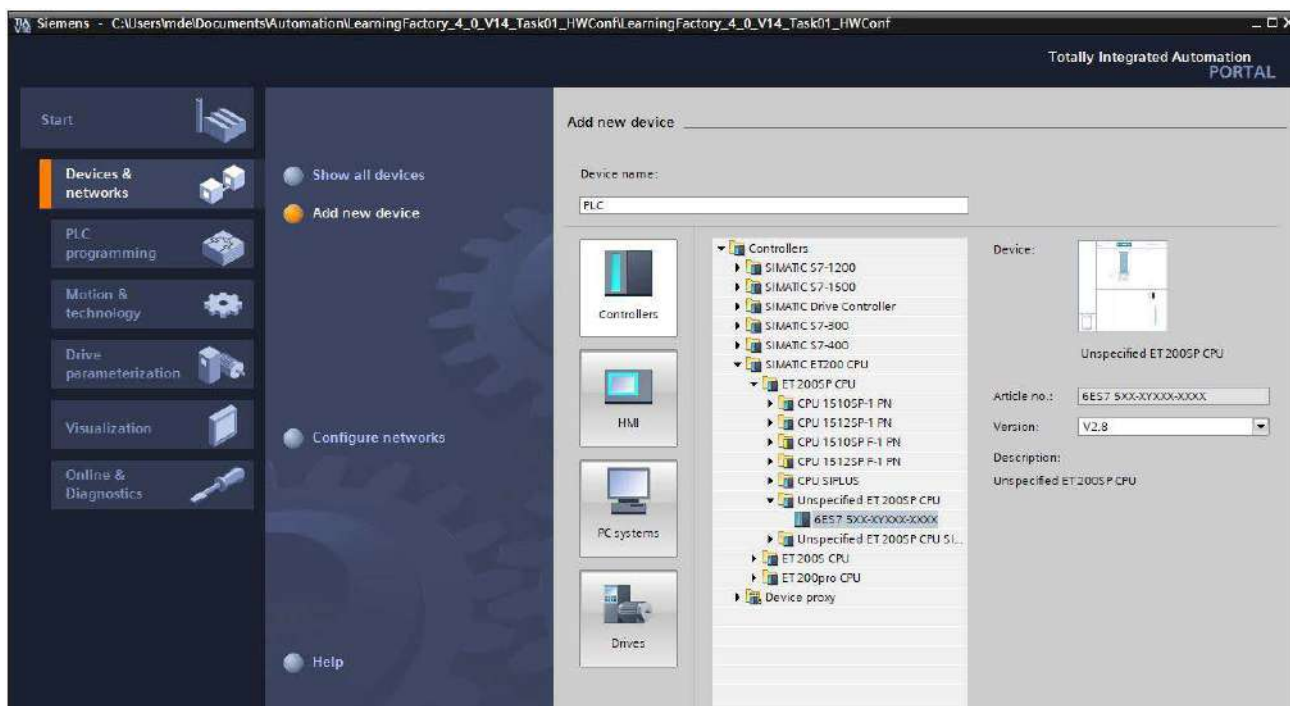 Siemens - C:\Users\mde\Documents\Automation\LearningFactory_4_0_V14_Task01_HWConf\LearningFactory_4_0_V14_Task01_HWConf
Totally Integrated Automation
PORTAL
Start
Devices &
networks
PLC
programming
Motion &
technology
Drive
parameterization
Visualization
Online &
Diagnostics
Show all devices
Add new device
Configure networks
Help
Add new device
Device name:
PLC
Controllers
HMI
PC systems
Drives
Controllers
SIMATIC S7-1200
SIMATIC S7-1500
SIMATIC Drive Controller
SIMATIC S7-300
SIMATIC S7-400
SIMATIC ET200 CPU
ET 200SP CPU
CPU 1510SP-1 PN
CPU 1512SP-1 PN
CPU 1510SP F-1 PN
CPU 1512SP F-1 PN
CPU SIPLUS
Unspecified ET 200SP CPU
6ES7 5XX-XYXXX-XXXX
Unspecified ET 200SP CPU SI...
ET 200S CPU
ET 200pro CPU
Device proxy
Device:
Unspecified ET 200SP CPU
Article no.:
6ES7 5XX-XYXXX-XXXX
Version:
V2.8
Description:
Unspecified ET 200SP CPU